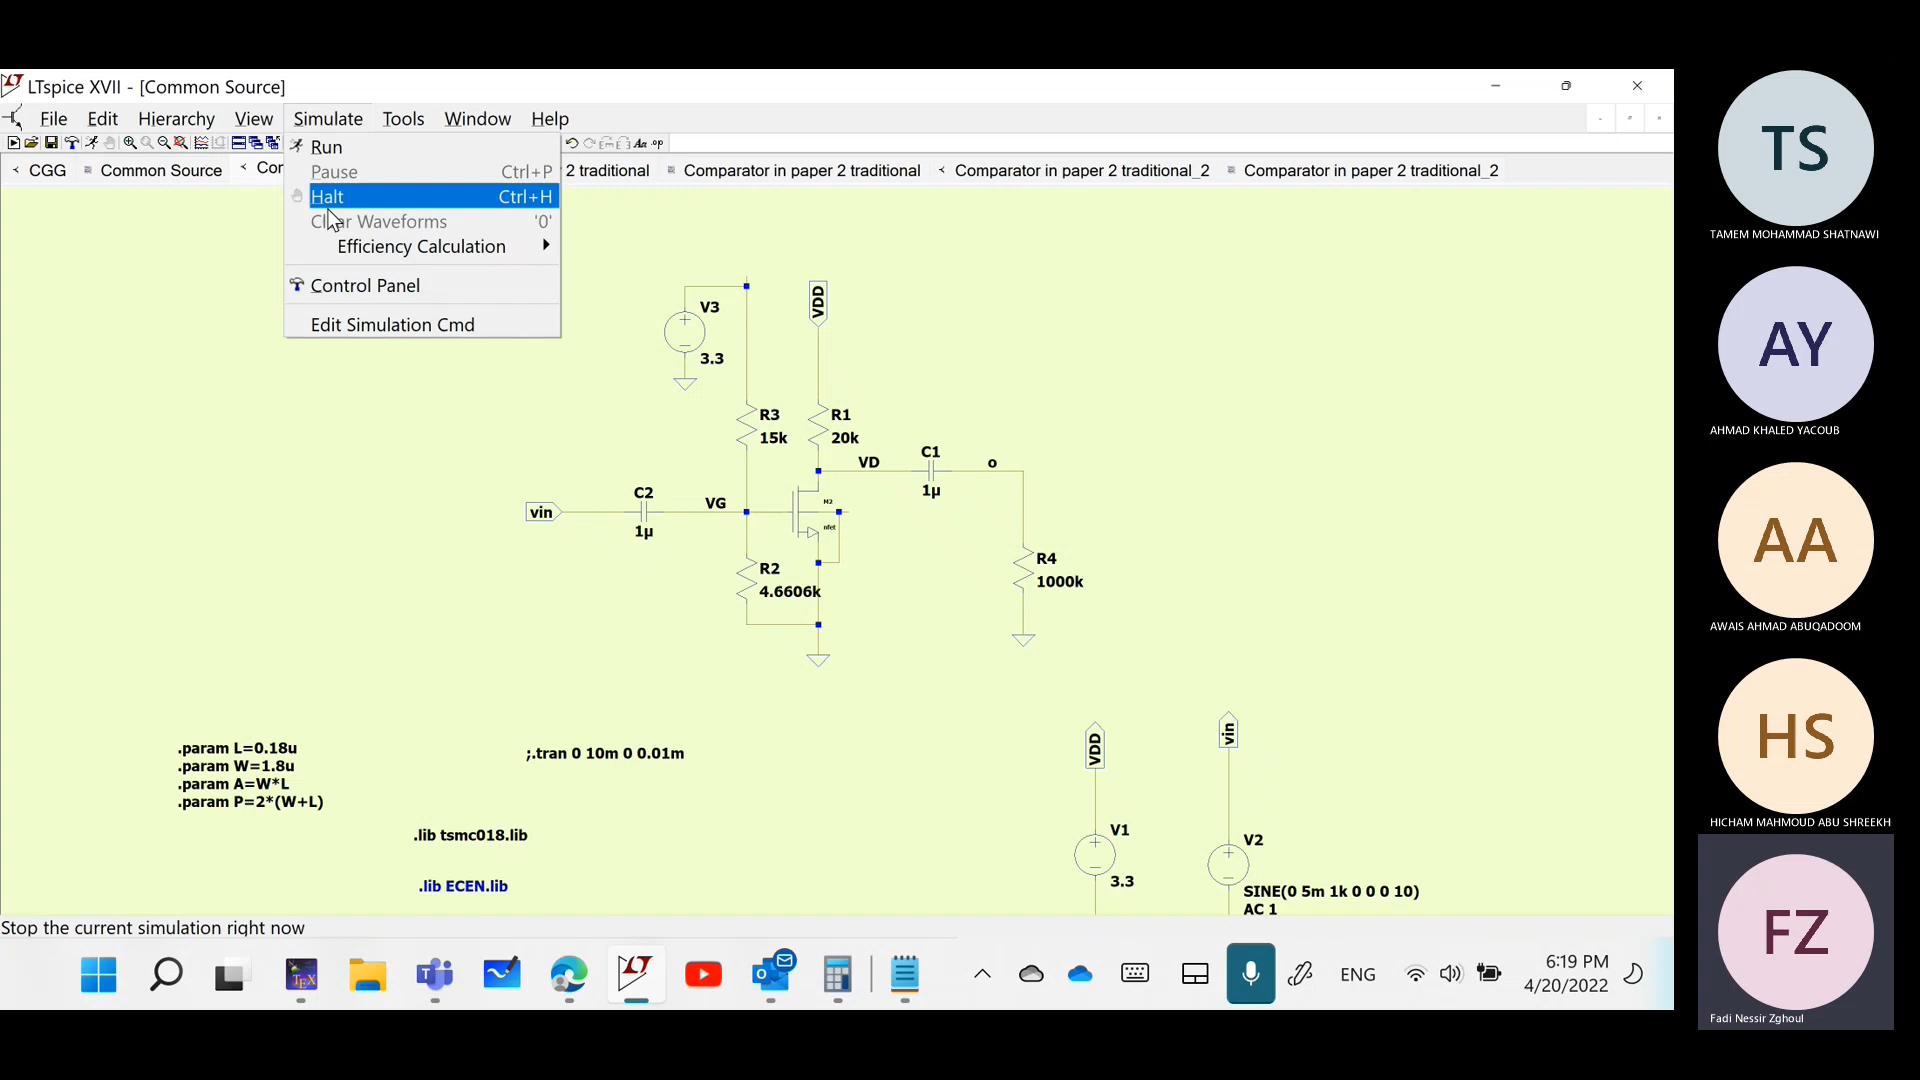 LTspice XVII - [Common Source]
File Edit Hierarchy View Simulate Tools Window Help
CGG Common Source Con 2 traditional Comparator in paper 2 traditional Comparator in paper 2 traditional_2 Comparator in paper 2 traditional_2
Run
Pause Ctrl+P
Halt Ctrl+H
Clear Waveforms '0'
Efficiency Calculation
Control Panel
Edit Simulation Cmd
V3
3.3
VDD
R3
15k
R1
20k
VD
C1
1µ
o
vin
C2
1µ
VG
M2
nfet
R2
4.6606k
R4
1000k
.param L=0.18u
.param W=1.8u
.param A=W*L
.param P=2*(W+L)
;.tran 0 10m 0 0.01m
.lib tsmc018.lib
.lib ECEN.lib
VDD
V1
3.3
vin
V2
SINE(0 5m 1k 0 0 0 10)
AC 1
Stop the current simulation right now
ENG
6:19 PM
4/20/2022
TS
TAMEM MOHAMMAD SHATNAWI
AY
AHMAD KHALED YACOUB
AA
AWAIS AHMAD ABUQADOOM
HS
HICHAM MAHMOUD ABU SHREEKH
FZ
Fadi Nessir Zghoul